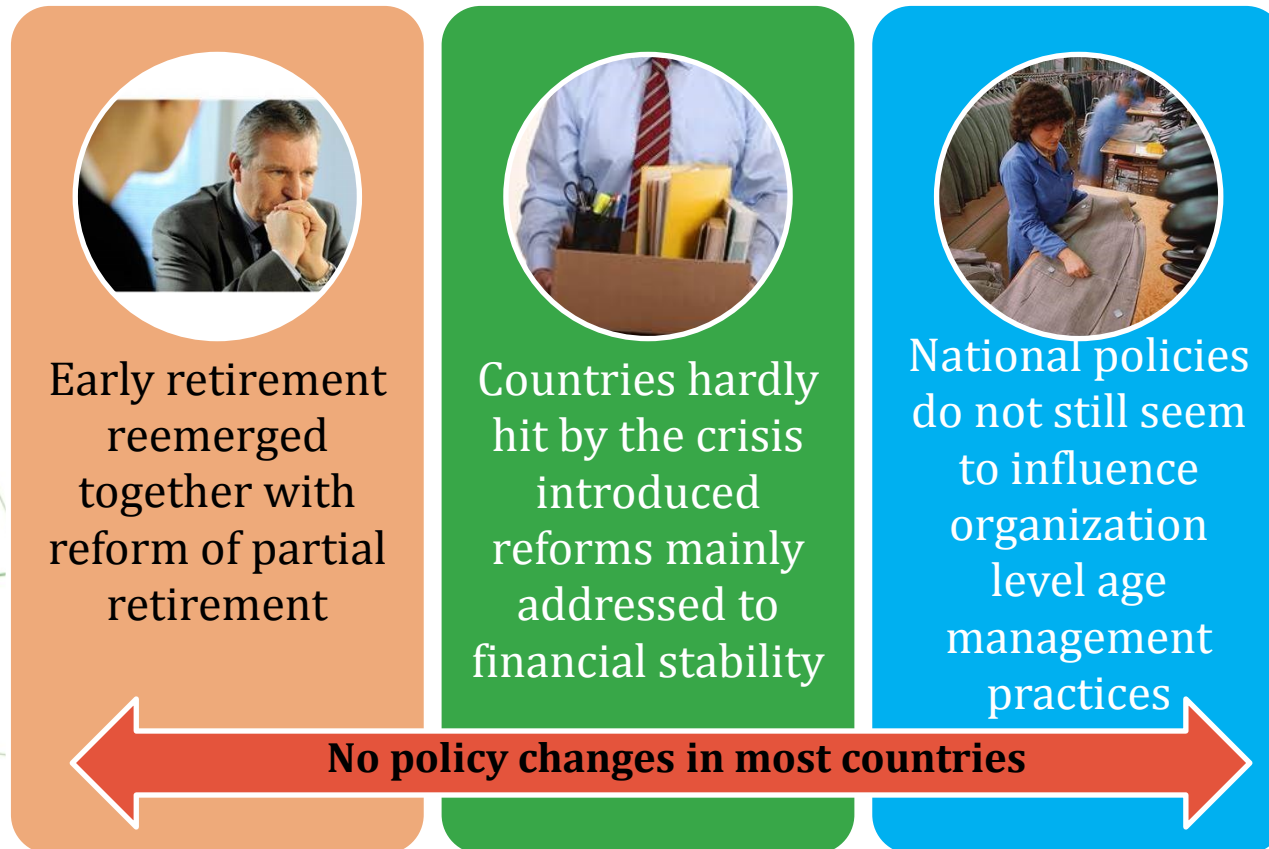 Early retirement
reemerged
together with
reform of partial
retirement
Countries hardly
hit by the crisis
introduced
reforms mainly
addressed to
financial stability
National policies
do not still seem
to influence
organization
level age
management
practices
No policy changes in most countries